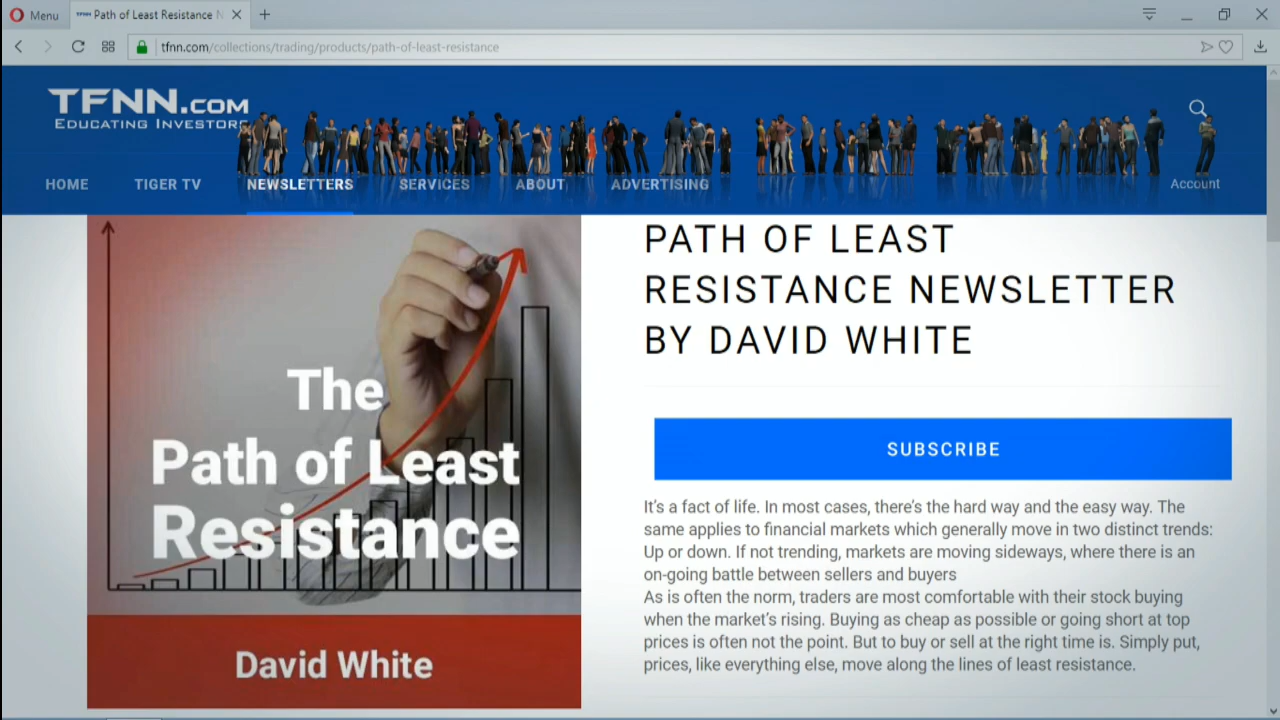 Menu
Path of Least Resistance N
tfnn.com/collections/trading/products/path-of-least-resistance
TFNN.COM
EDUCATING INVESTORS
HOME TIGER TV NEWSLETTERS SERVICES ABOUT ADVERTISING Account
The
Path of Least
Resistance
David White
PATH OF LEAST
RESISTANCE NEWSLETTER
BY DAVID WHITE
SUBSCRIBE
It's a fact of life. In most cases, there's the hard way and the easy way. The
same applies to financial markets which generally move in two distinct trends:
Up or down. If not trending, markets are moving sideways, where there is an
on-going battle between sellers and buyers
As is often the norm, traders are most comfortable with their stock buying
when the market's rising. Buying as cheap as possible or going short at top
prices is often not the point. But to buy or sell at the right time is. Simply put,
prices, like everything else, move along the lines of least resistance.